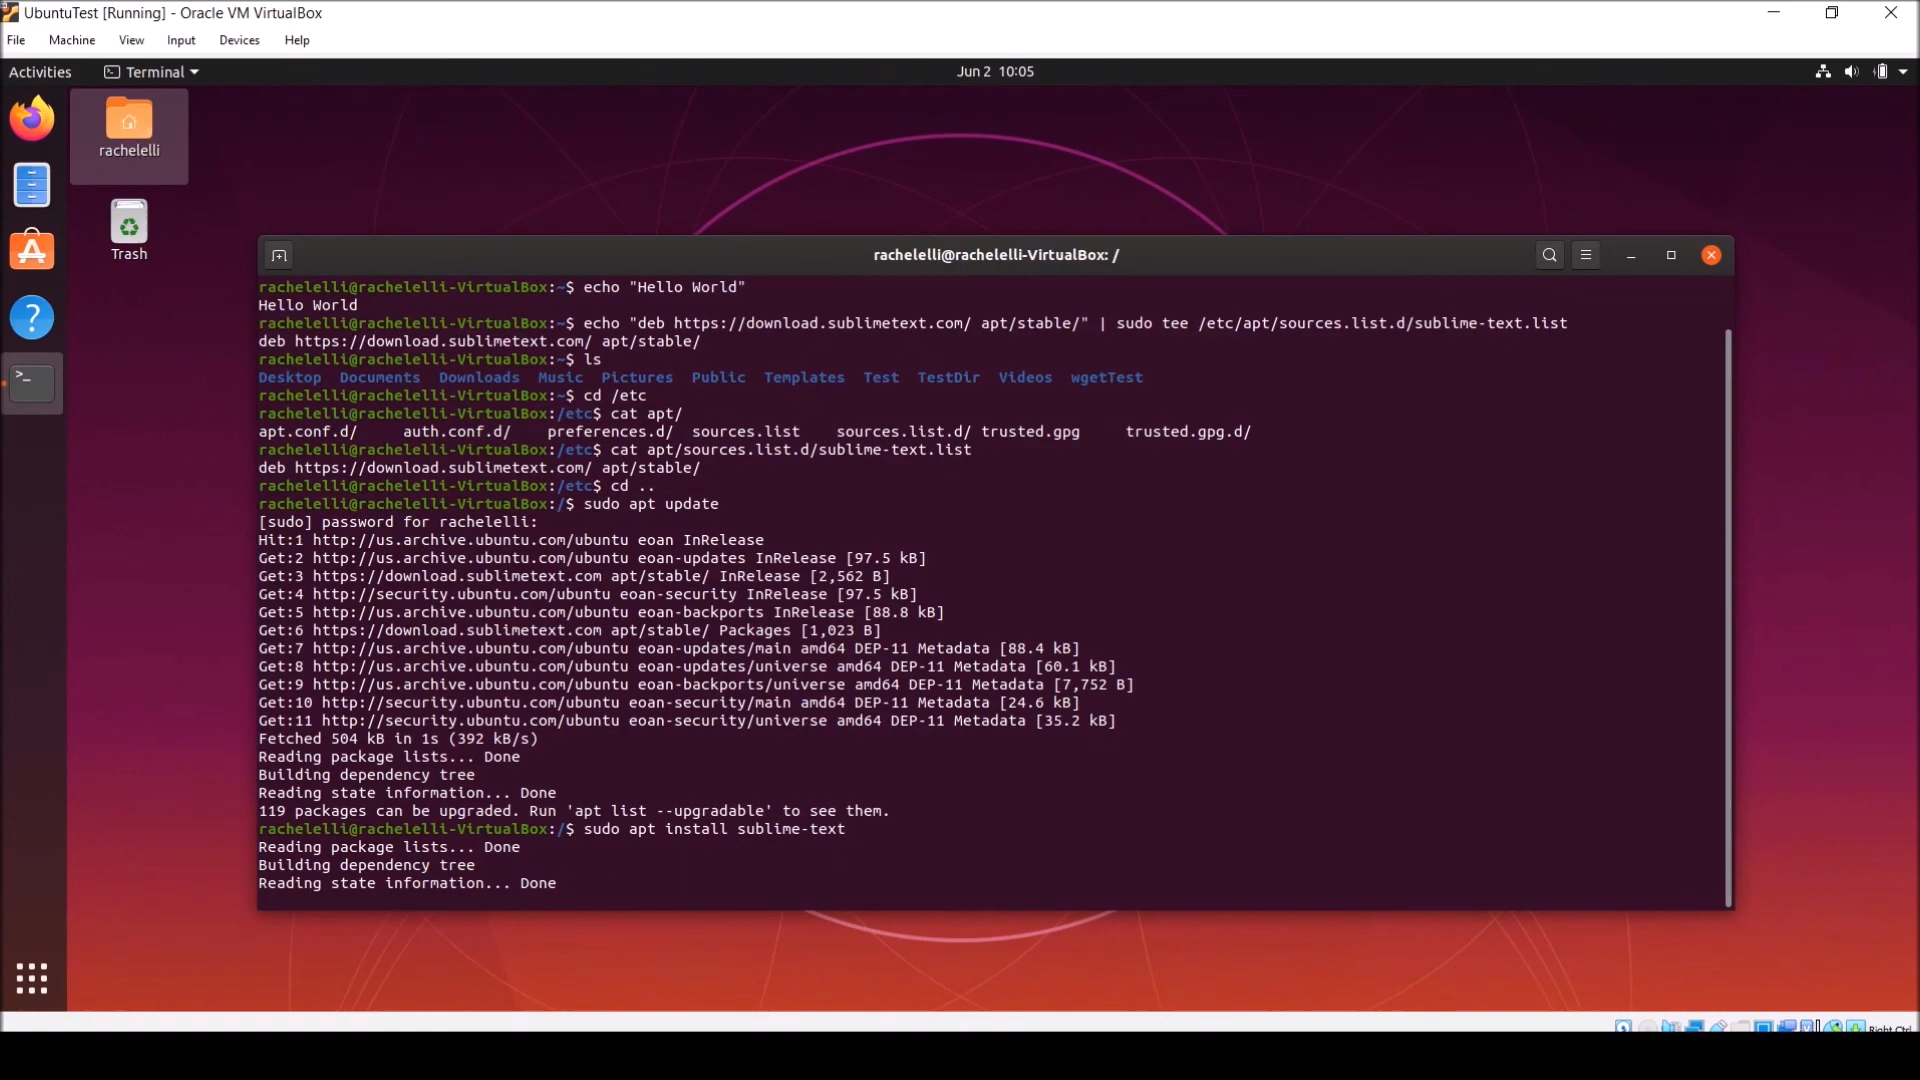 UbuntuTest [Running] - Oracle VM VirtualBox
File Machine View Input Devices Help
Activities Terminal Jun 2 10:05
rachelelli
Trash
rachelelli@rachelelli-VirtualBox: /
rachelelli@rachelelli-VirtualBox:~$ echo "Hello World"
Hello World
rachelelli@rachelelli-VirtualBox:~$ echo "deb https://download.sublimetext.com/ apt/stable/" | sudo tee /etc/apt/sources.list.d/sublime-text.list
deb https://download.sublimetext.com/ apt/stable/
rachelelli@rachelelli-VirtualBox:~$ ls
Desktop Documents Downloads Music Pictures Public Templates Test TestDir Videos wgetTest
rachelelli@rachelelli-VirtualBox:~$ cd /etc
rachelelli@rachelelli-VirtualBox:/etc$ cat apt/
apt.conf.d/ auth.conf.d/ preferences.d/ sources.list sources.list.d/ trusted.gpg trusted.gpg.d/
rachelelli@rachelelli-VirtualBox:/etc$ cat apt/sources.list.d/sublime-text.list
deb https://download.sublimetext.com/ apt/stable/
rachelelli@rachelelli-VirtualBox:/etc$ cd ..
rachelelli@rachelelli-VirtualBox:/$ sudo apt update
[sudo] password for rachelelli:
Hit:1 http://us.archive.ubuntu.com/ubuntu eoan InRelease
Get:2 http://us.archive.ubuntu.com/ubuntu eoan-updates InRelease [97.5 kB]
Get:3 https://download.sublimetext.com apt/stable/ InRelease [2,562 B]
Get:4 http://security.ubuntu.com/ubuntu eoan-security InRelease [97.5 kB]
Get:5 http://us.archive.ubuntu.com/ubuntu eoan-backports InRelease [88.8 kB]
Get:6 https://download.sublimetext.com apt/stable/ Packages [1,023 B]
Get:7 http://us.archive.ubuntu.com/ubuntu eoan-updates/main amd64 DEP-11 Metadata [88.4 kB]
Get:8 http://us.archive.ubuntu.com/ubuntu eoan-updates/universe amd64 DEP-11 Metadata [60.1 kB]
Get:9 http://us.archive.ubuntu.com/ubuntu eoan-backports/universe amd64 DEP-11 Metadata [7,752 B]
Get:10 http://security.ubuntu.com/ubuntu eoan-security/main amd64 DEP-11 Metadata [24.6 kB]
Get:11 http://security.ubuntu.com/ubuntu eoan-security/universe amd64 DEP-11 Metadata [35.2 kB]
Fetched 504 kB in 1s (392 kB/s)
Reading package lists... Done
Building dependency tree
Reading state information... Done
119 packages can be upgraded. Run 'apt list --upgradable' to see them.
rachelelli@rachelelli-VirtualBox:/$ sudo apt install sublime-text
Reading package lists... Done
Building dependency tree
Reading state information... Done
Right Ctrl